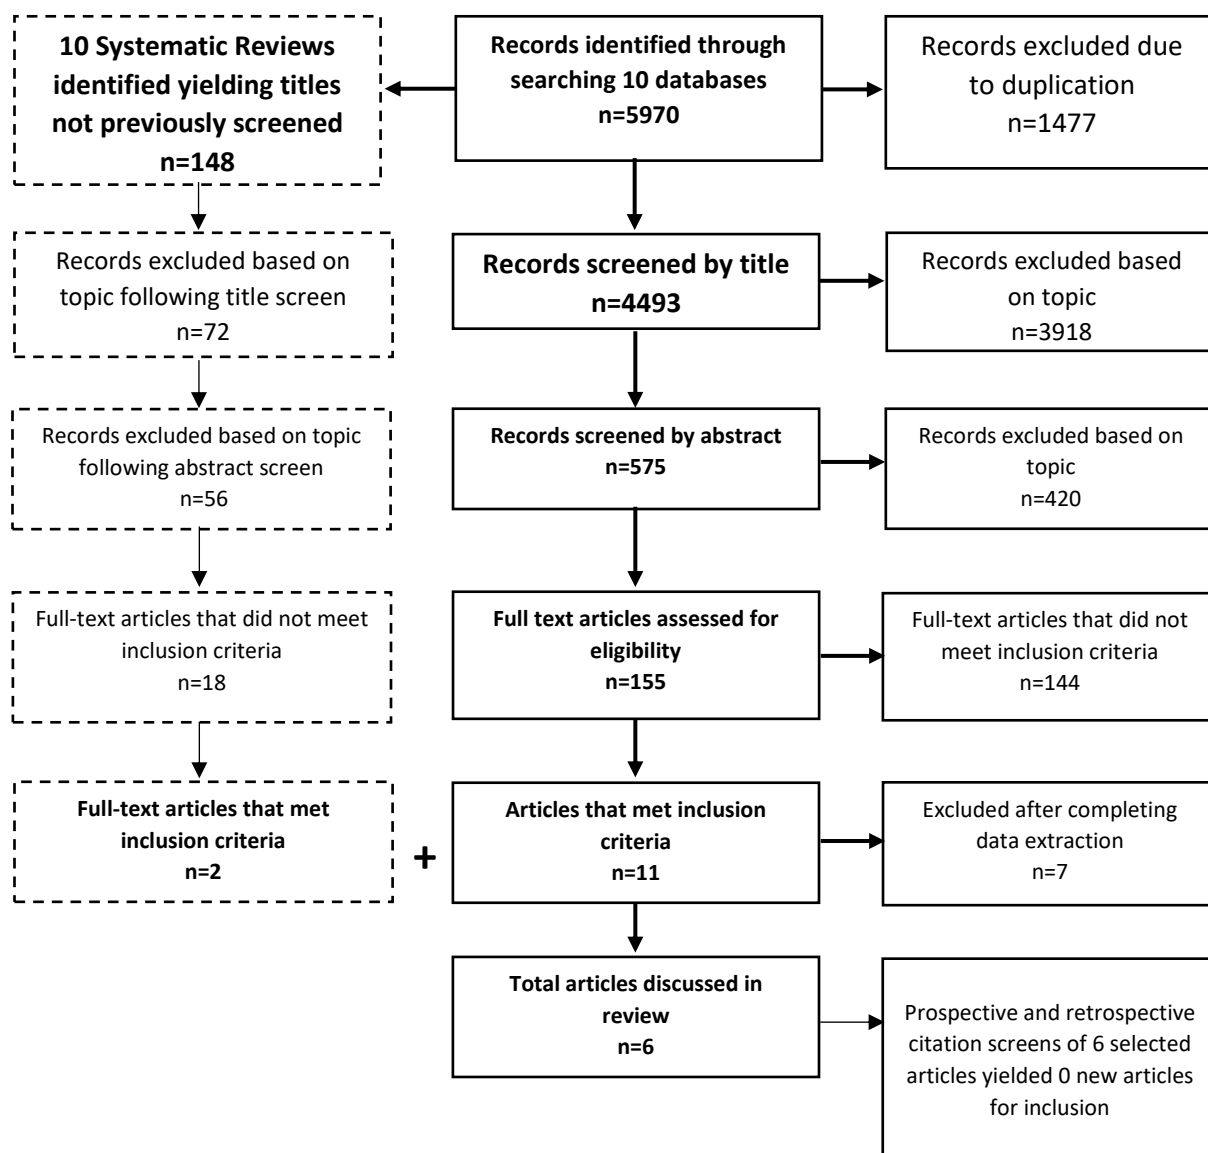 10 Systematic Reviews
identified yielding titles
not previously screened
n=148
Records identified through
searching 10 databases
n=5970
Records excluded due
to duplication
n=1477
Records excluded based on
topic following title screen
n=72
Records screened by title
n=4493
Records excluded based
on topic
n=3918
Records excluded based on topic
following abstract screen
n=56
Records screened by abstract
n=575
Records excluded based on
topic
n=420
Full-text articles that did not meet
inclusion criteria
n=18
Full text articles assessed for
eligibility
n=155
Full-text articles that did not
meet inclusion criteria
n=144
Full-text articles that met
inclusion criteria
n=2
+
Articles that met inclusion
criteria
n=11
Excluded after completing
data extraction
n=7
Total articles discussed in
review
n=6
Prospective and retrospective
citation screens of 6 selected
articles yielded 0 new articles
for inclusion